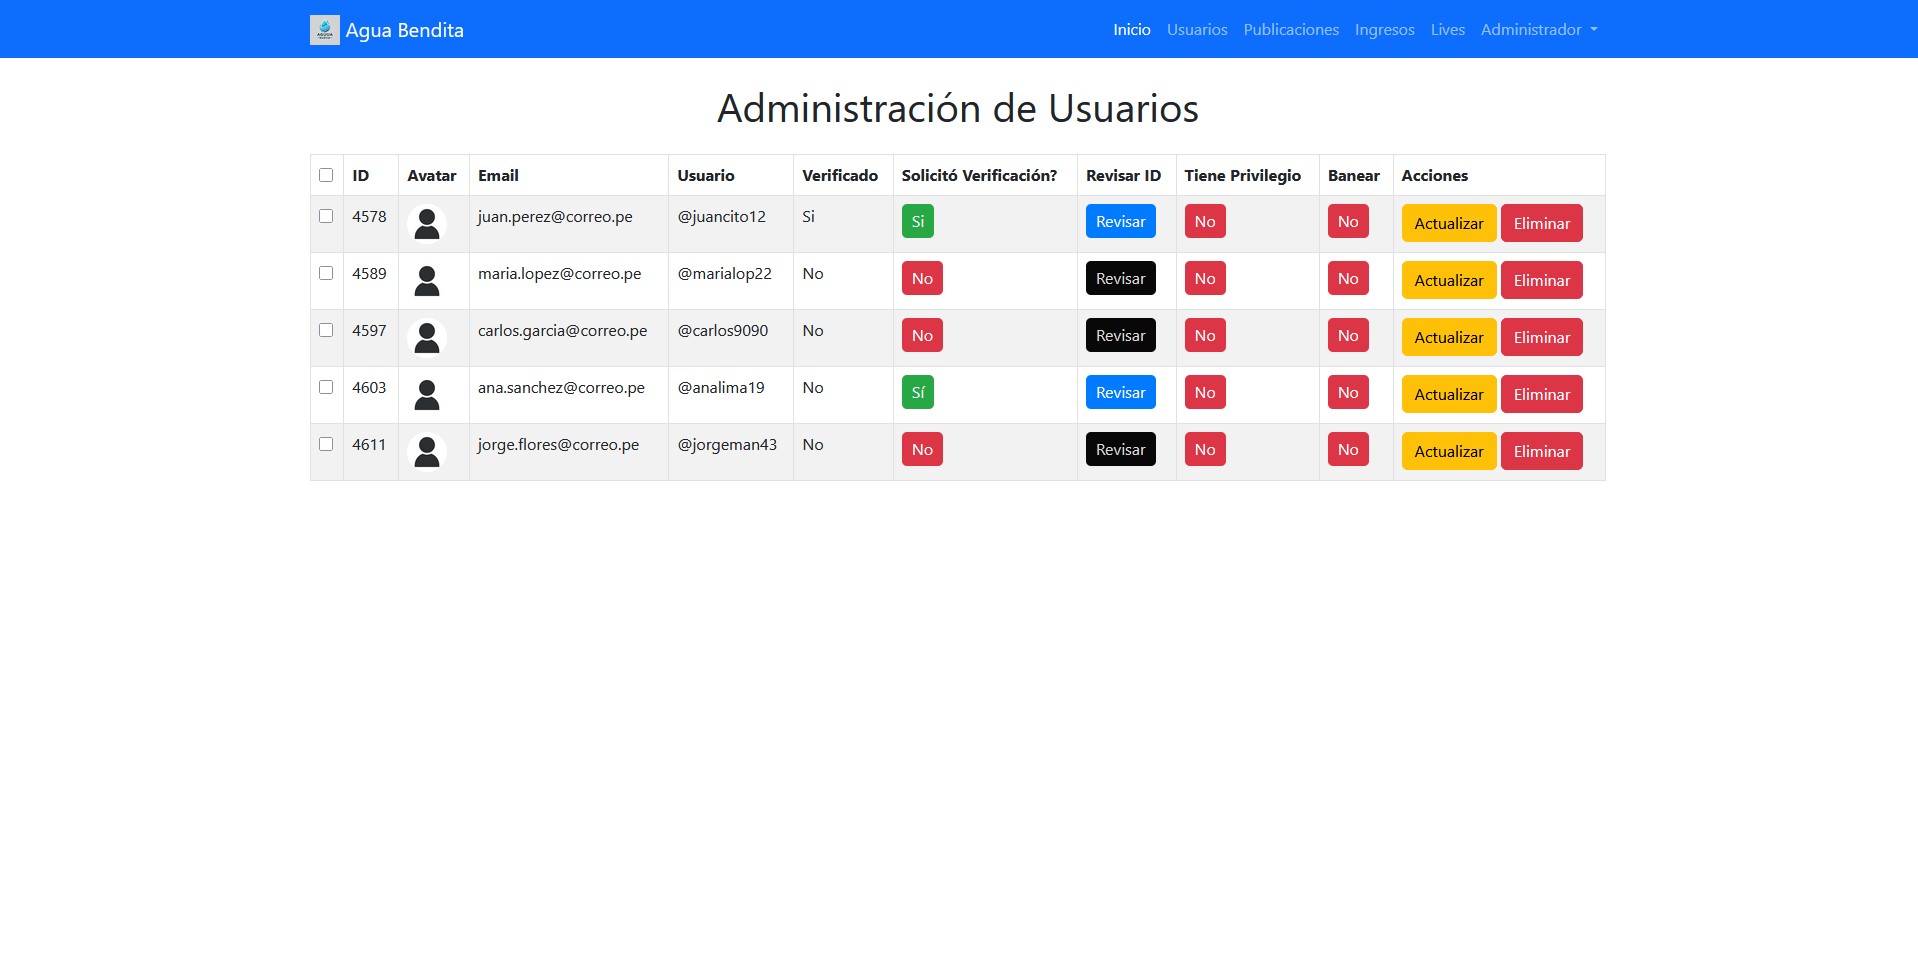 Agua Bendita Inicio Usuarios Publicaciones Ingresos Lives Administrador
Administración de Usuarios
ID Avatar Email Usuario Verificado Solicitó Verificación? Revisar ID Tiene Privilegio Banear Acciones
4578 juan.perez@correo.pe @juancito12 Si Si Revisar No No Actualizar Eliminar
4589 maria.lopez@correo.pe @marialop22 No No Revisar No No Actualizar Eliminar
4597 carlos.garcia@correo.pe @carlos9090 No No Revisar No No Actualizar Eliminar
4603 ana.sanchez@correo.pe @analima19 No Sí Revisar No No Actualizar Eliminar
4611 jorge.flores@correo.pe @jorgeman43 No No Revisar No No Actualizar Eliminar